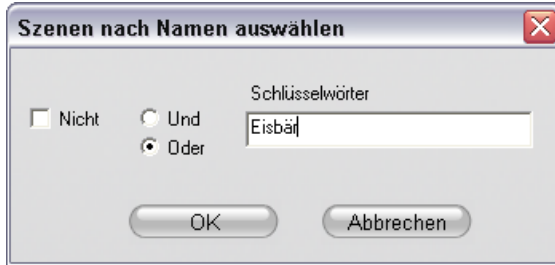 Szenen nach Namen auswählen
Schlüsselwörter
Nicht
Und
Eisbär
Oder
OK
Abbrechen